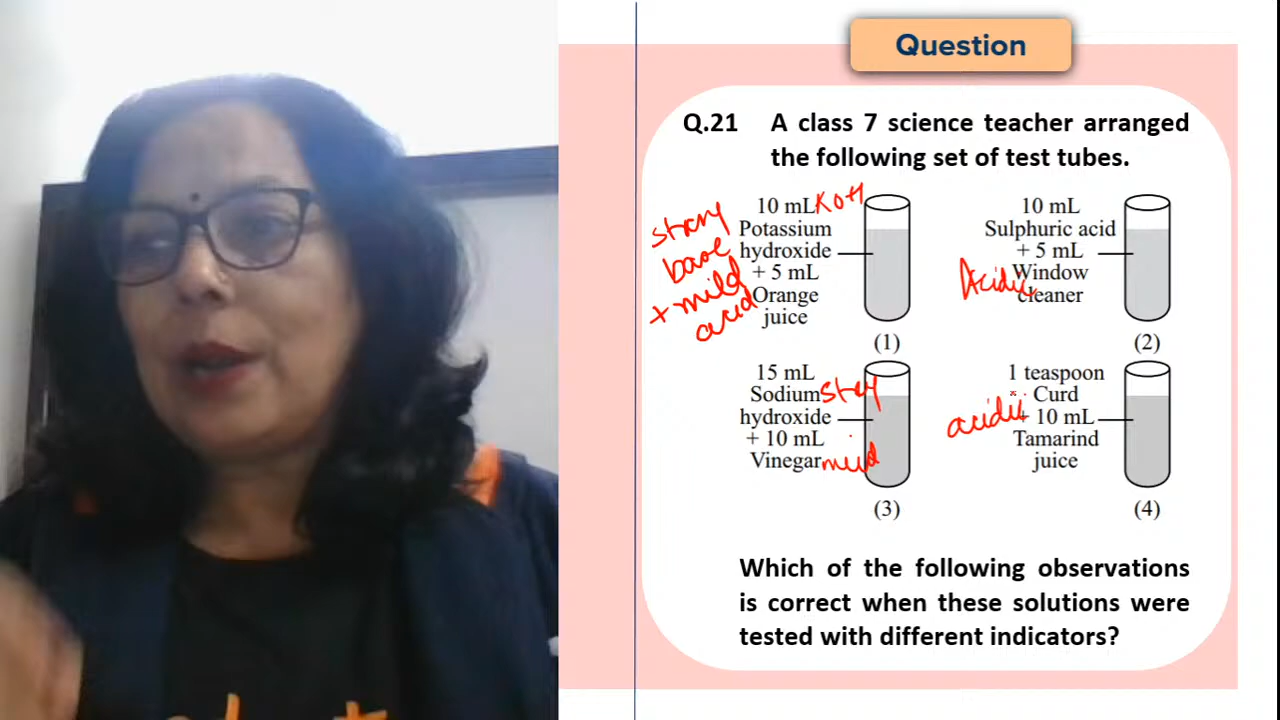 Question
Q.21 A class 7 science teacher arranged
the following set of test tubes.
10 mL KOH
Potassium
hydroxide
+ 5 mL
Orange
juice
strong
base
+ mild
acid
(1)
10 mL
Sulphuric acid
+ 5 mL
Window
cleaner
Acidic
(2)
15 mL
Sodium
hydroxide
+ 10 mL
Vinegar mild
(3)
1 teaspoon
Curd
+ 10 mL
Tamarind
juice
acidic
(4)
Which of the following observations
is correct when these solutions were
tested with different indicators?